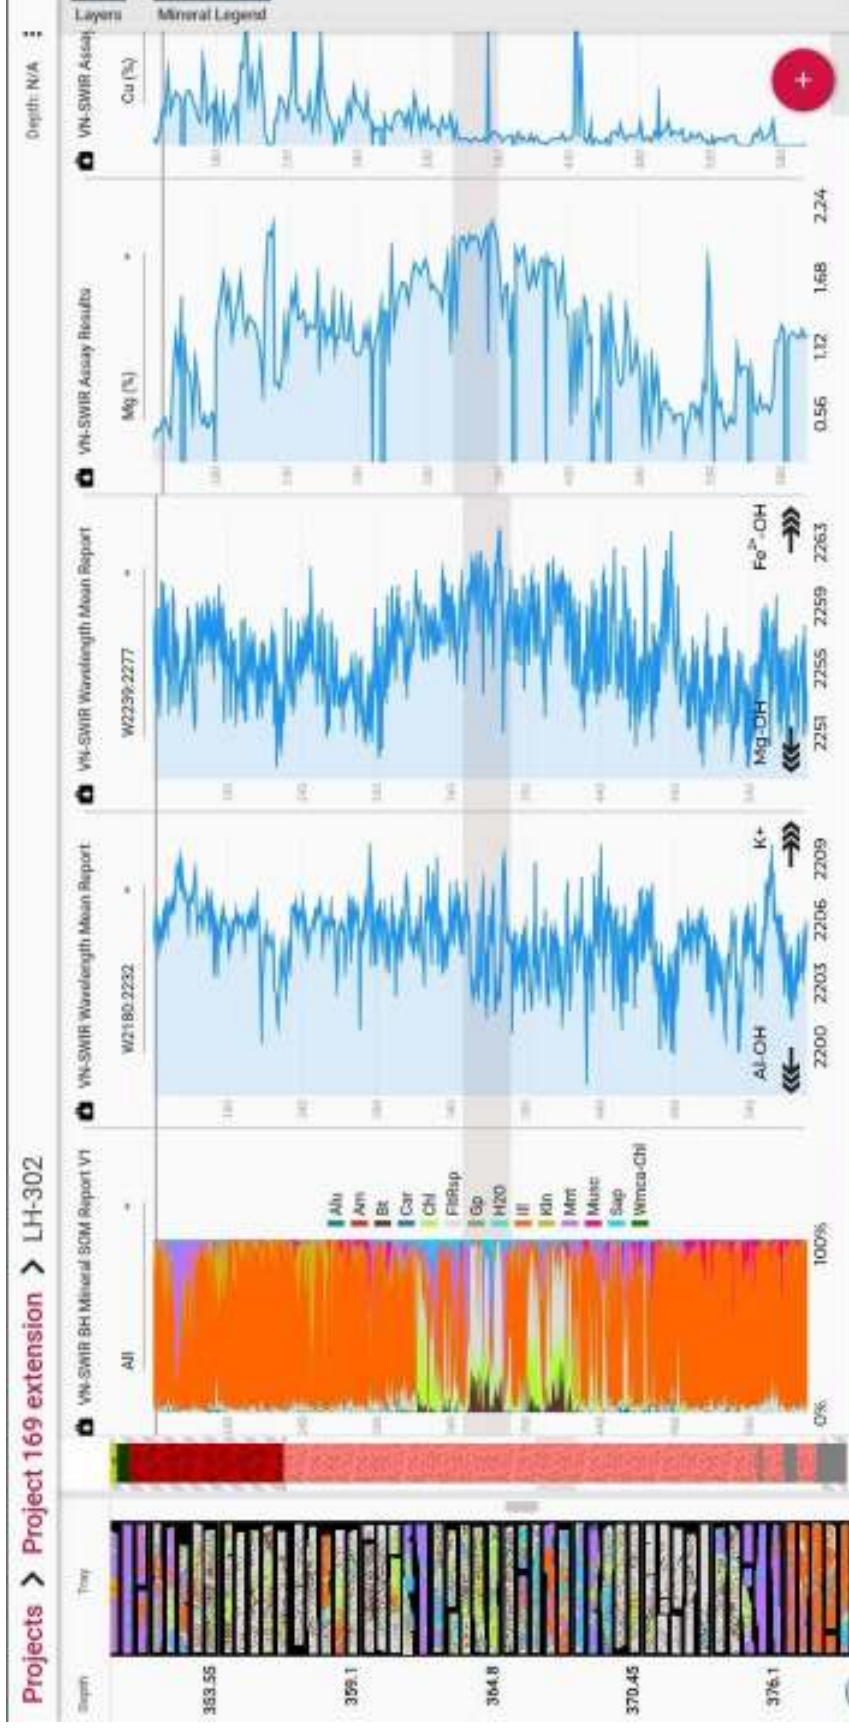 Projects ❯ Project 169 extension ❯ LH-302
Depth: N/A
Layers
Mineral Legend
Depth
Tray
VN-SWIR BH Mineral SOM Report V1
VN-SWIR Wavelength Mean Report
VN-SWIR Wavelength Mean Report
VN-SWIR Assay Results
VN-SWIR Assay
All
W2180:2232
W2239:2277
Mg (%)
Cu (%)
353.55
359.1
364.8
370.45
376.1
Alu
Am
Bt
Car
Chl
FltRsp
Gp
H2O
Ill
Kln
Mnt
Musc
Sap
Wmca-Chl
Al-OH
K+
Mg-OH
Fe²⁺-OH
0%
100%
2200
2203
2206
2209
2251
2255
2259
2263
0.56
1.12
1.68
2.24
+